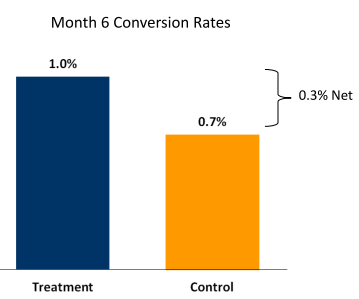 Month 6 Conversion Rates
1.0%
0.7%
0.3% Net
Treatment
Control